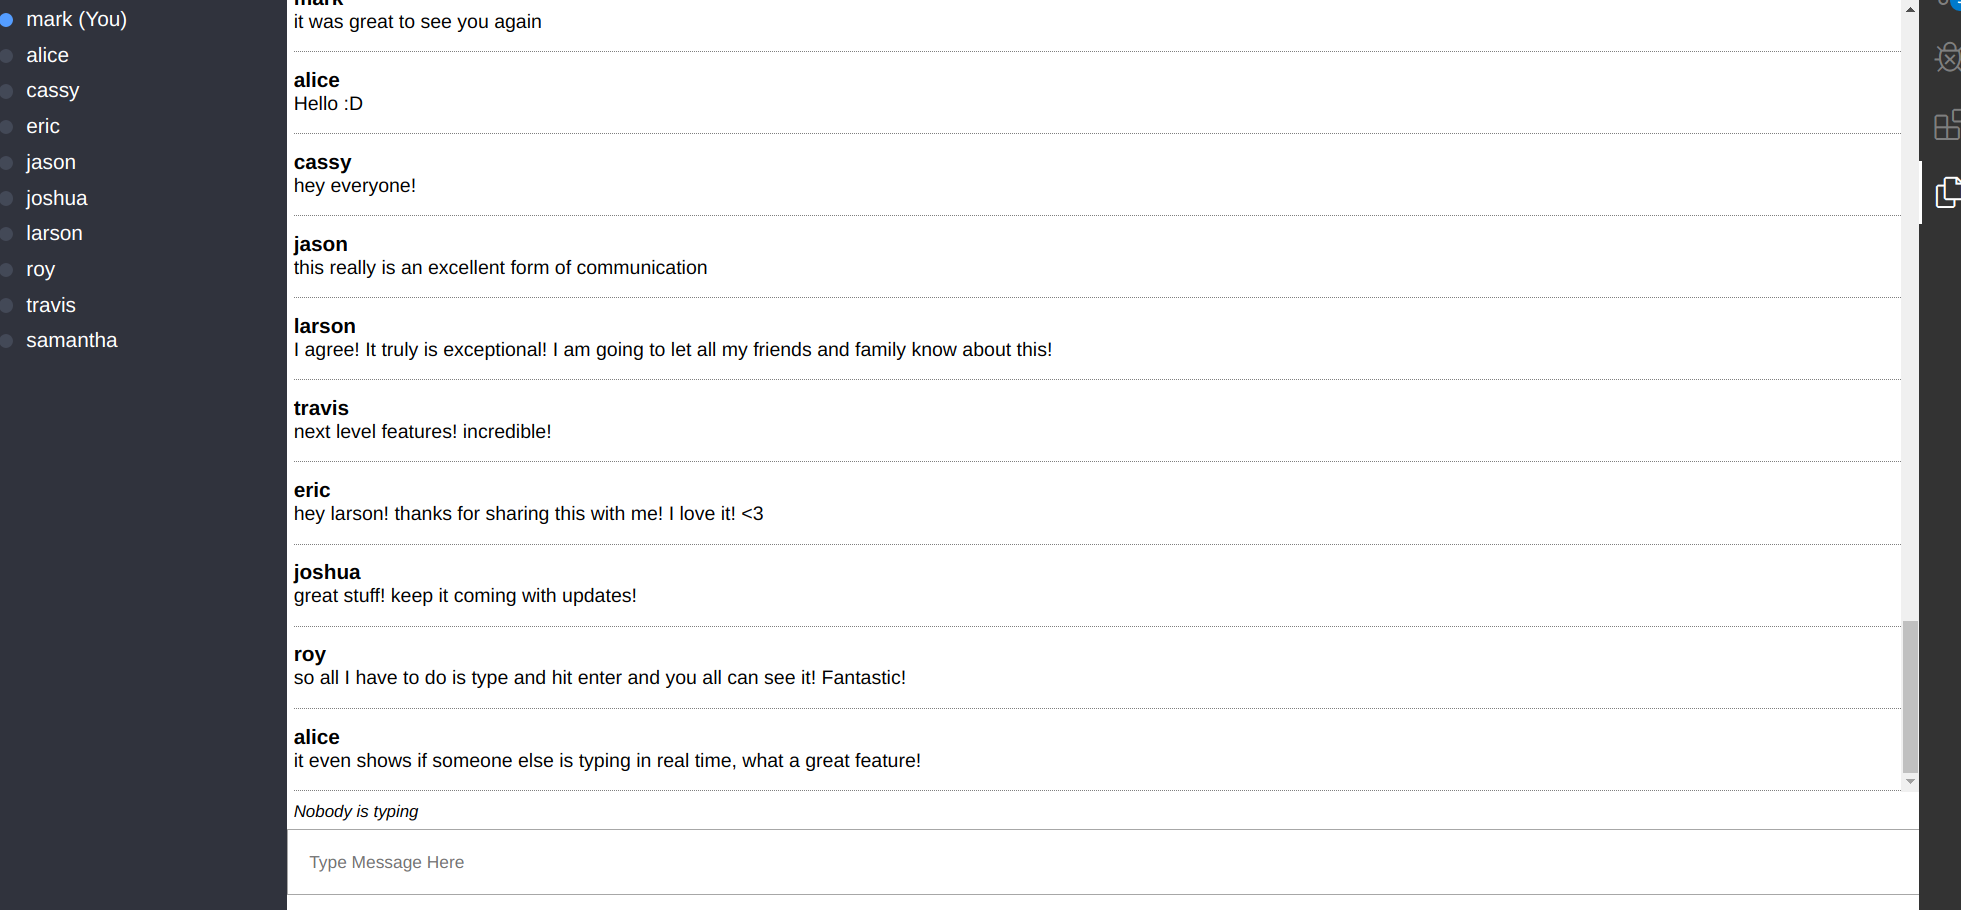 mark (You)
alice
cassy
eric
jason
joshua
larson
roy
travis
samantha
mark
it was great to see you again
alice
Hello :D
cassy
hey everyone!
jason
this really is an excellent form of communication
larson
I agree! It truly is exceptional! I am going to let all my friends and family know about this!
travis
next level features! incredible!
eric
hey larson! thanks for sharing this with me! I love it! <3
joshua
great stuff! keep it coming with updates!
roy
so all I have to do is type and hit enter and you all can see it! Fantastic!
alice
it even shows if someone else is typing in real time, what a great feature!
Nobody is typing
Type Message Here